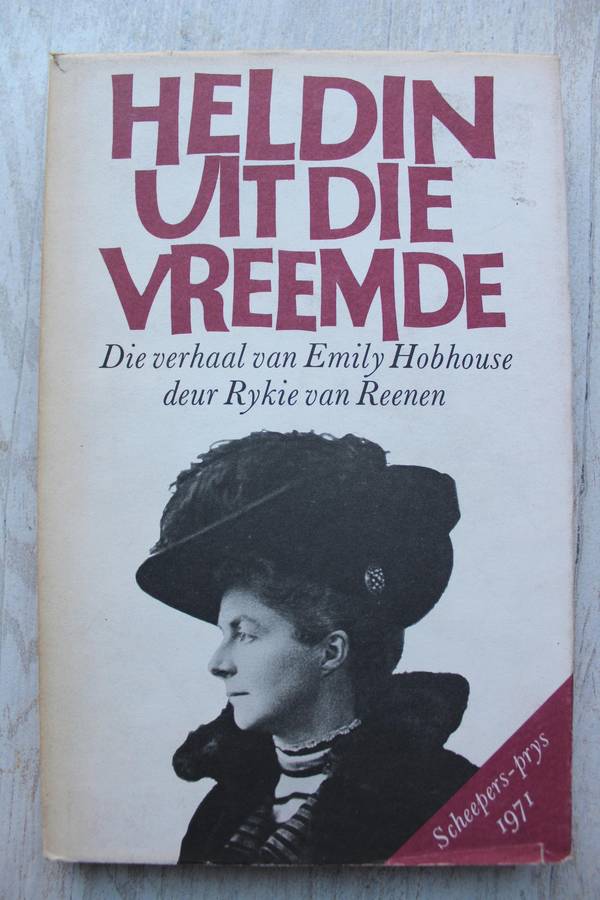 HELDIN
UIT DIE
VREEMDE
Die verhaal van Emily Hobhouse
deur Rykie van Reenen
Scheepers-prys
1971